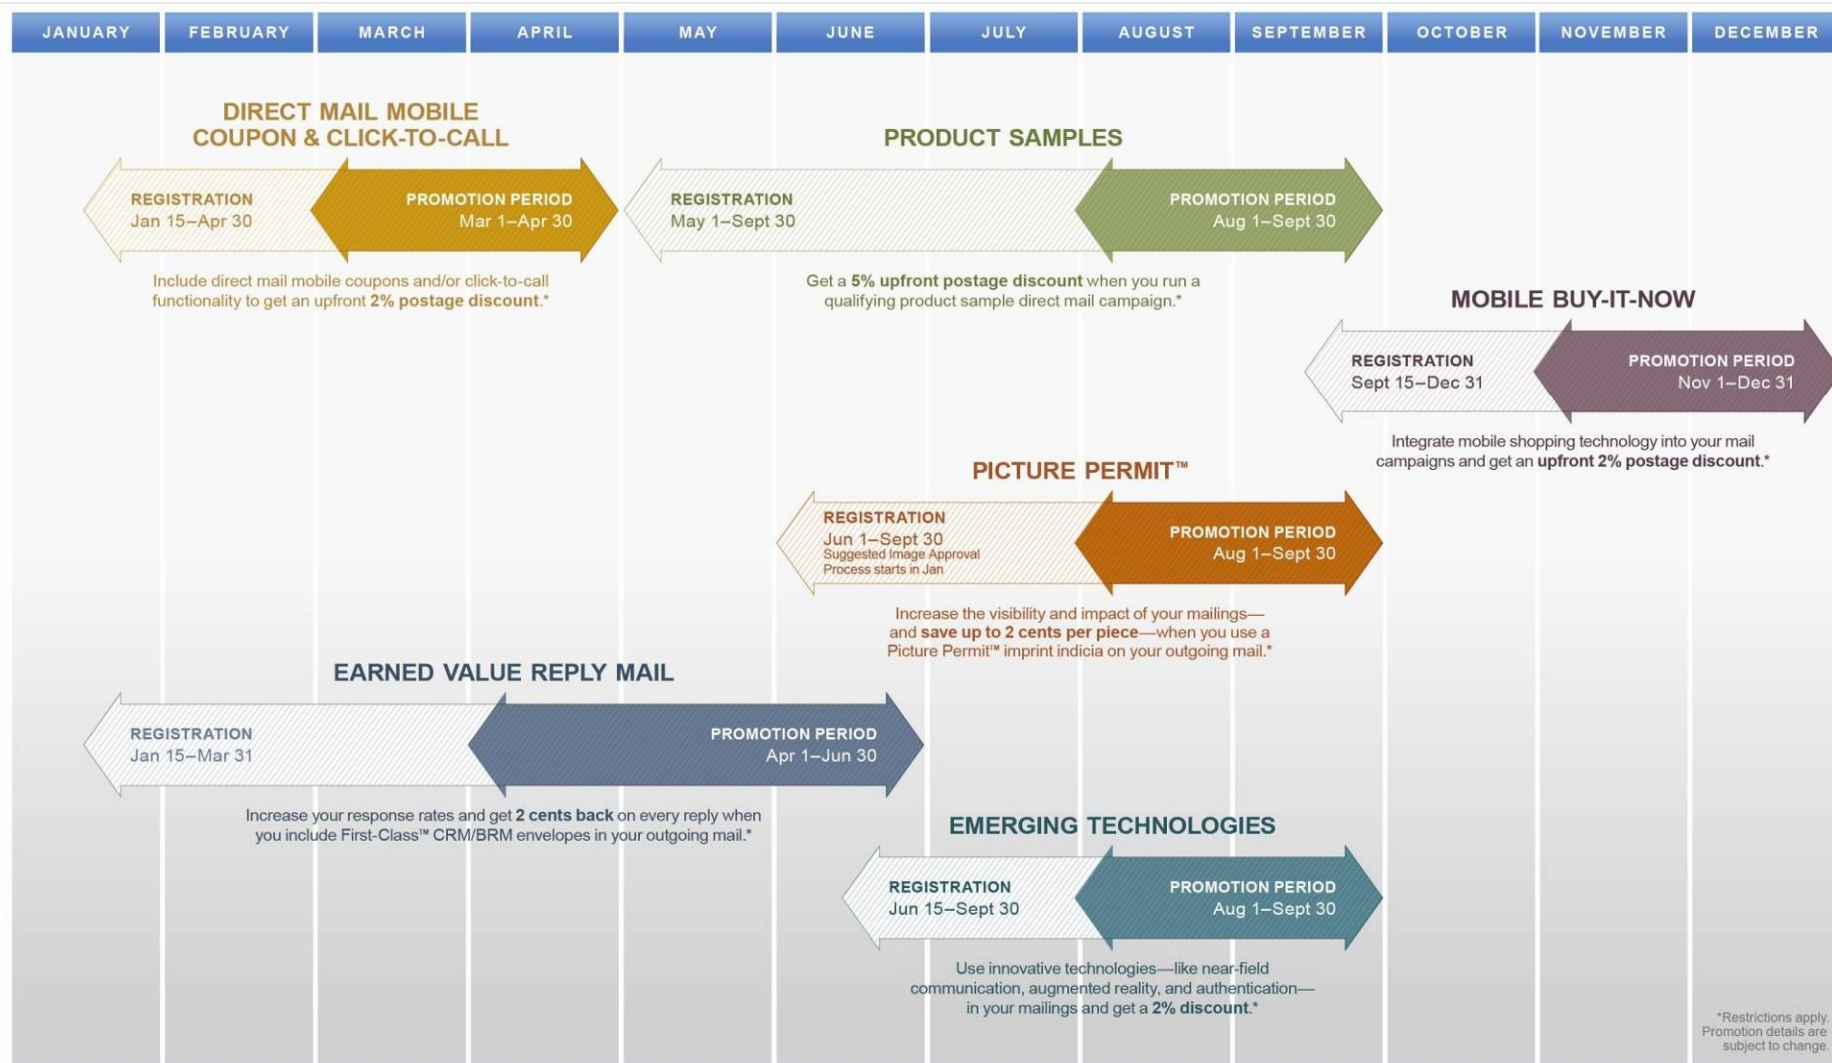 JANUARY
FEBRUARY
MARCH
APRIL
MAY
JUNE
JULY
AUGUST
SEPTEMBER
OCTOBER
NOVEMBER
DECEMBER
DIRECT MAIL MOBILE
COUPON & CLICK-TO-CALL
REGISTRATION
Jan 15–Apr 30
PROMOTION PERIOD
Mar 1–Apr 30
Include direct mail mobile coupons and/or click-to-call
functionality to get an upfront 2% postage discount.*
PRODUCT SAMPLES
REGISTRATION
May 1–Sept 30
PROMOTION PERIOD
Aug 1–Sept 30
Get a 5% upfront postage discount when you run a
qualifying product sample direct mail campaign.*
MOBILE BUY-IT-NOW
REGISTRATION
Sept 15–Dec 31
PROMOTION PERIOD
Nov 1–Dec 31
Integrate mobile shopping technology into your mail
campaigns and get an upfront 2% postage discount.*
PICTURE PERMIT™
REGISTRATION
Jun 1–Sept 30
Suggested Image Approval
Process starts in Jan
PROMOTION PERIOD
Aug 1–Sept 30
Increase the visibility and impact of your mailings—
and save up to 2 cents per piece—when you use a
Picture Permit™ imprint indicia on your outgoing mail.*
EARNED VALUE REPLY MAIL
REGISTRATION
Jan 15–Mar 31
PROMOTION PERIOD
Apr 1–Jun 30
Increase your response rates and get 2 cents back on every reply when
you include First-Class™ CRM/BRM envelopes in your outgoing mail.*
EMERGING TECHNOLOGIES
REGISTRATION
Jun 15–Sept 30
PROMOTION PERIOD
Aug 1–Sept 30
Use innovative technologies—like near-field
communication, augmented reality, and authentication—
in your mailings and get a 2% discount.*
*Restrictions apply.
Promotion details are
subject to change.